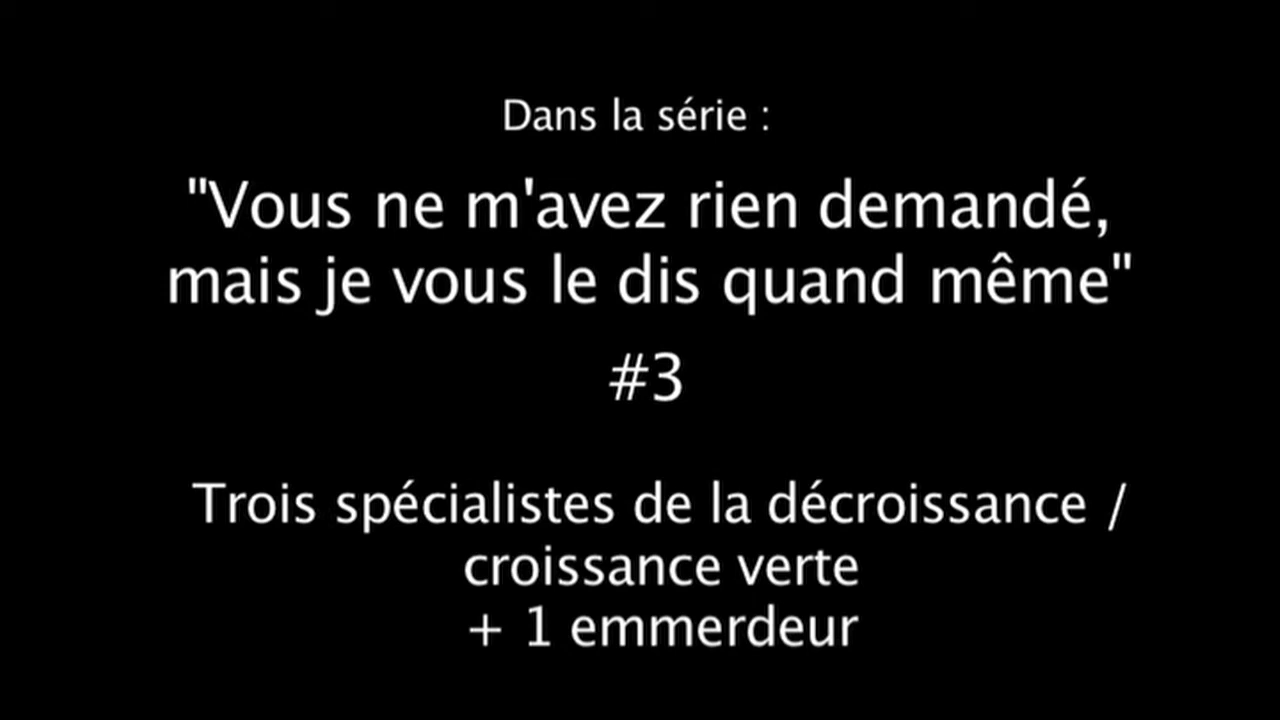 Dans la série :
"Vous ne m'avez rien demandé,
mais je vous le dis quand même"
#3
Trois spécialistes de la décroissance /
croissance verte
+ 1 emmerdeur